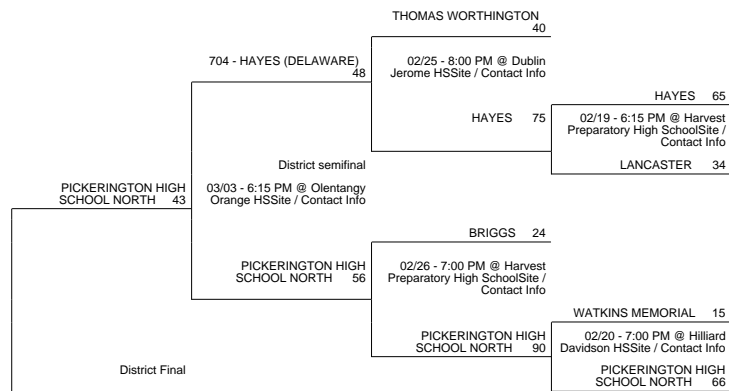 THOMAS WORTHINGTON
40
704 - HAYES (DELAWARE)
48
02/25 - 8:00 PM @ Dublin
Jerome HSSite / Contact Info
HAYES 65
HAYES 75
02/19 - 6:15 PM @ Harvest
Preparatory High SchoolSite /
Contact Info
District semifinal
LANCASTER 34
PICKERINGTON HIGH
SCHOOL NORTH 43
03/03 - 6:15 PM @ Olentangy
Orange HSSite / Contact Info
BRIGGS 24
PICKERINGTON HIGH
SCHOOL NORTH 56
02/26 - 7:00 PM @ Harvest
Preparatory High SchoolSite /
Contact Info
WATKINS MEMORIAL 15
PICKERINGTON HIGH
SCHOOL NORTH 90
02/20 - 7:00 PM @ Hilliard
Davidson HSSite / Contact Info
District Final
PICKERINGTON HIGH
SCHOOL NORTH 66